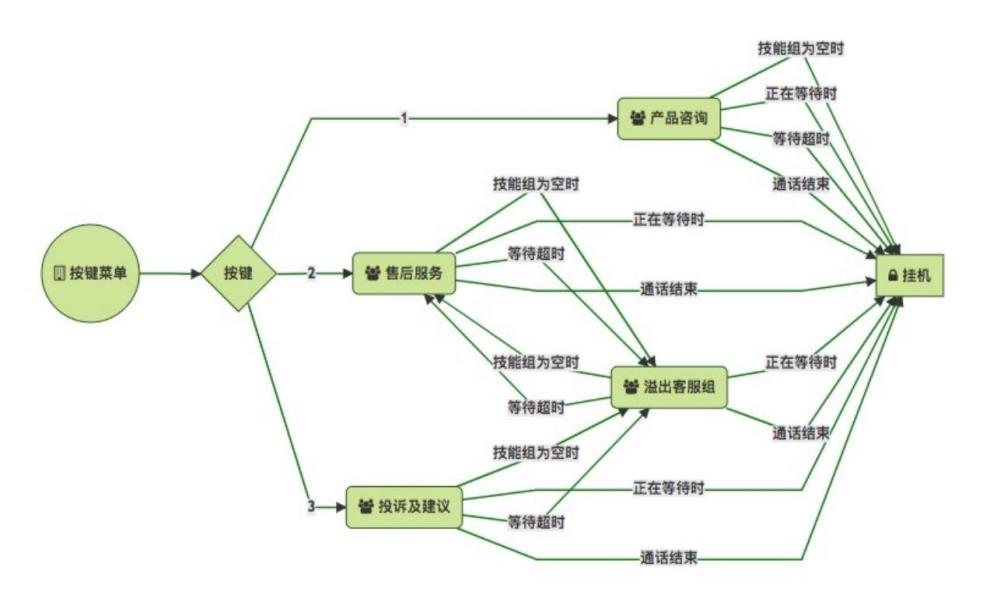 技能组为空时
正在等待时
1
产品咨询
等待超时
技能组为空时
通话结束
正在等待时
等待超时
按键菜单
按键
2
售后服务
挂机
通话结束
技能组为空时
正在等待时
溢出客服组
等待超时
通话结束
技能组为空时
正在等待时
3
投诉及建议
等待超时
通话结束